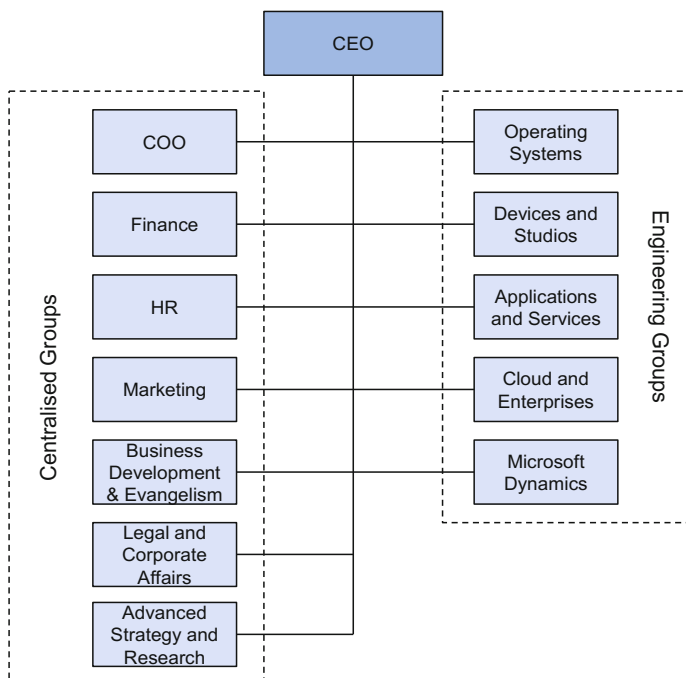 CEO
Centralised Groups
COO
Finance
HR
Marketing
Business
Development
& Evangelism
Legal and
Corporate
Affairs
Advanced
Strategy and
Research
Operating
Systems
Devices and
Studios
Applications
and Services
Cloud and
Enterprises
Microsoft
Dynamics
Engineering Groups